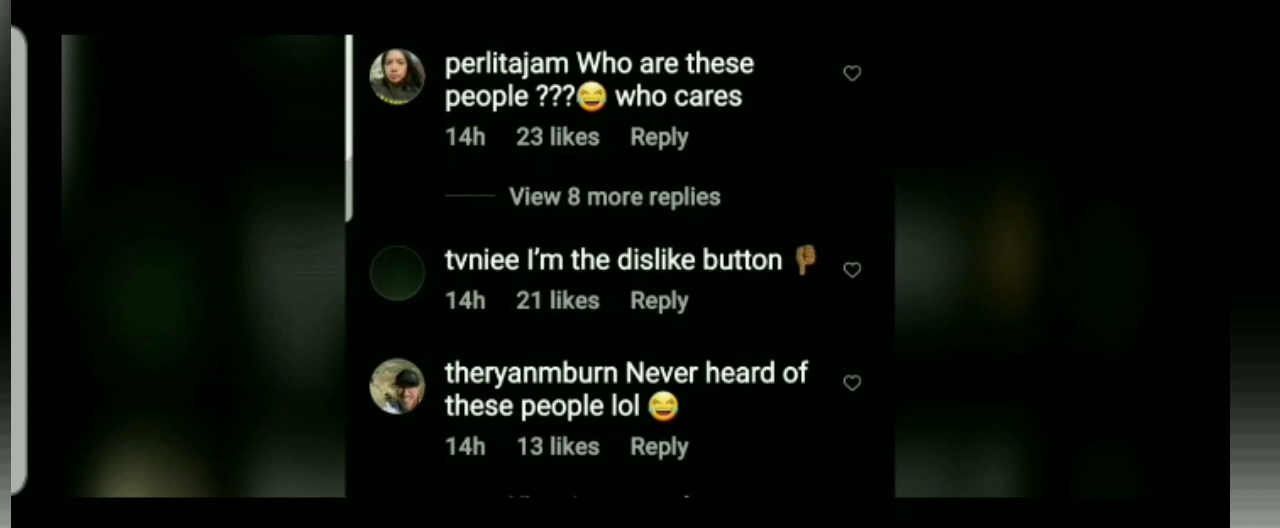 perlitajam Who are these
people ???😂 who cares
14h 23 likes Reply
View 8 more replies
tvniee I'm the dislike button 👎🏾
14h 21 likes Reply
theryanmburn Never heard of
these people lol 😂
14h 13 likes Reply